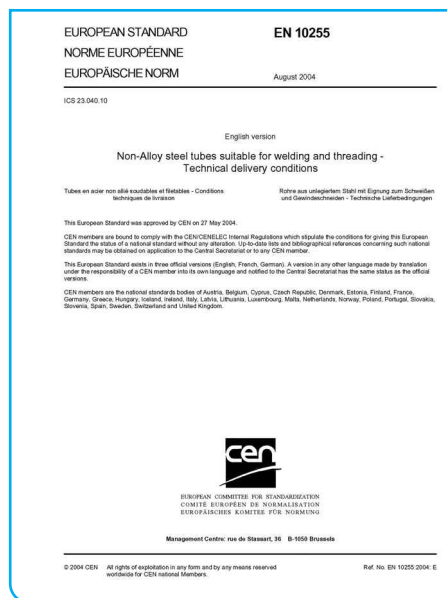 EUROPEAN STANDARD
NORME EUROPÉENNE
EUROPÄISCHE NORM
EN 10255
August 2004
ICS 23.040.10
English version
Non-Alloy steel tubes suitable for welding and threading -
Technical delivery conditions
Tubes en acier non allié soudables et filetables - Conditions
techniques de livraison
Rohre aus unlegiertem Stahl mit Eignung zum Schweißen
und Gewindeschneiden - Technische Lieferbedingungen
This European Standard was approved by CEN on 27 May 2004.
CEN members are bound to comply with the CEN/CENELEC Internal Regulations which stipulate the conditions for giving this European
Standard the status of a national standard without any alteration. Up-to-date lists and bibliographical references concerning such national
standards may be obtained on application to the Central Secretariat or to any CEN member.
This European Standard exists in three official versions (English, French, German). A version in any other language made by translation
under the responsibility of a CEN member into its own language and notified to the Central Secretariat has the same status as the official
versions.
CEN members are the national standards bodies of Austria, Belgium, Cyprus, Czech Republic, Denmark, Estonia, Finland, France,
Germany, Greece, Hungary, Iceland, Ireland, Italy, Latvia, Lithuania, Luxembourg, Malta, Netherlands, Norway, Poland, Portugal, Slovakia,
Slovenia, Spain, Sweden, Switzerland and United Kingdom.
cen
EUROPEAN COMMITTEE FOR STANDARDIZATION
COMITÉ EUROPÉEN DE NORMALISATION
EUROPÄISCHES KOMITEE FÜR NORMUNG
Management Centre: rue de Stassart, 36 B-1050 Brussels
© 2004 CEN
All rights of exploitation in any form and by any means reserved
worldwide for CEN national Members.
Ref. No. EN 10255:2004: E